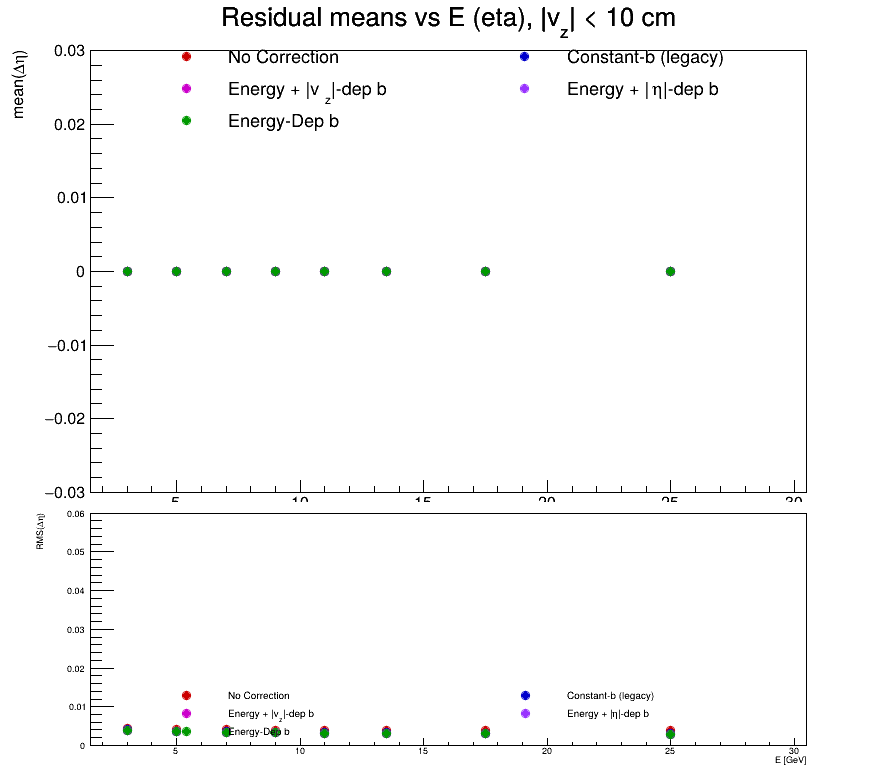 Residual means vs E (eta), |v_z| < 10 cm
mean(Δη)
0.03
0.02
0.01
0
−0.01
−0.02
−0.03
No Correction
Constant-b (legacy)
Energy + |v_z|-dep b
Energy + |η|-dep b
Energy-Dep b
5 10 15 20 25 30
RMS(Δη)
0.06
0.05
0.04
0.03
0.02
0.01
0
No Correction
Constant-b (legacy)
Energy + |v_z|-dep b
Energy + |η|-dep b
Energy-Dep b
5 10 15 20 25 30
E [GeV]